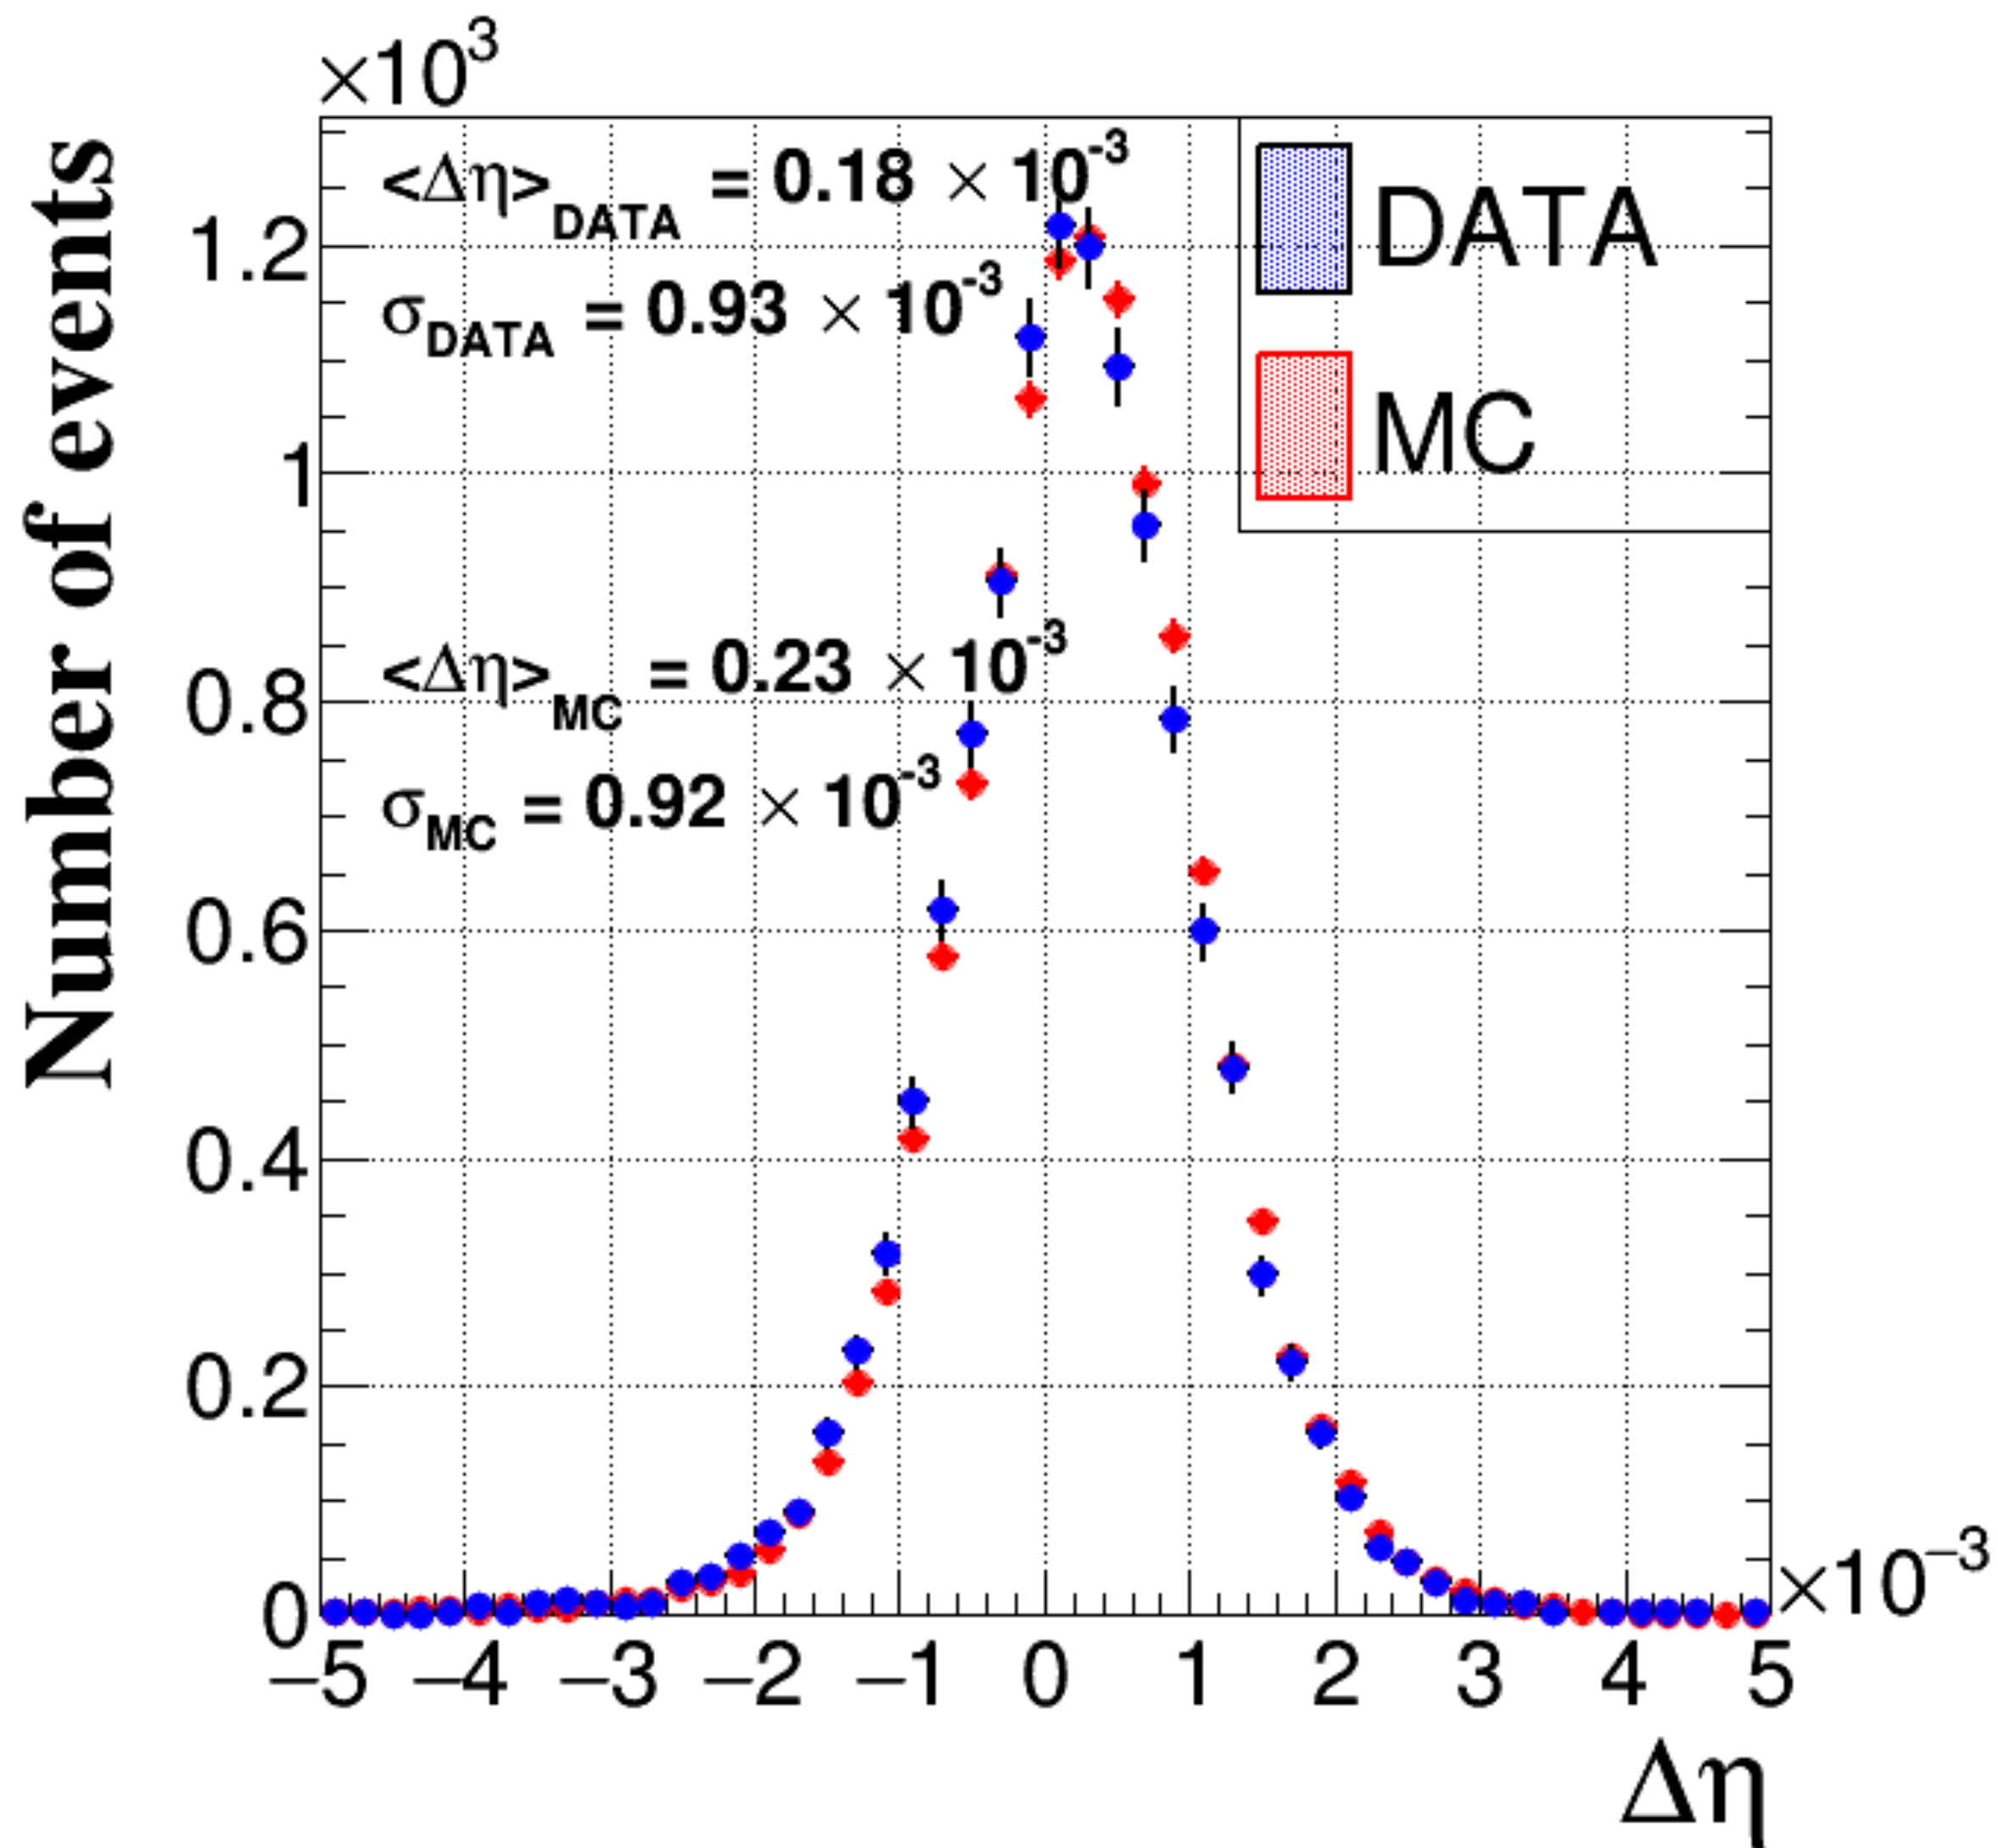 ×10³
Number of events
<Δη>DATA = 0.18 × 10⁻³
σDATA = 0.93 × 10⁻³
<Δη>MC = 0.23 × 10⁻³
σMC = 0.92 × 10⁻³
DATA
MC
1.2
1
0.8
0.6
0.4
0.2
0
−5 −4 −3 −2 −1 0 1 2 3 4 5
×10⁻³
Δη